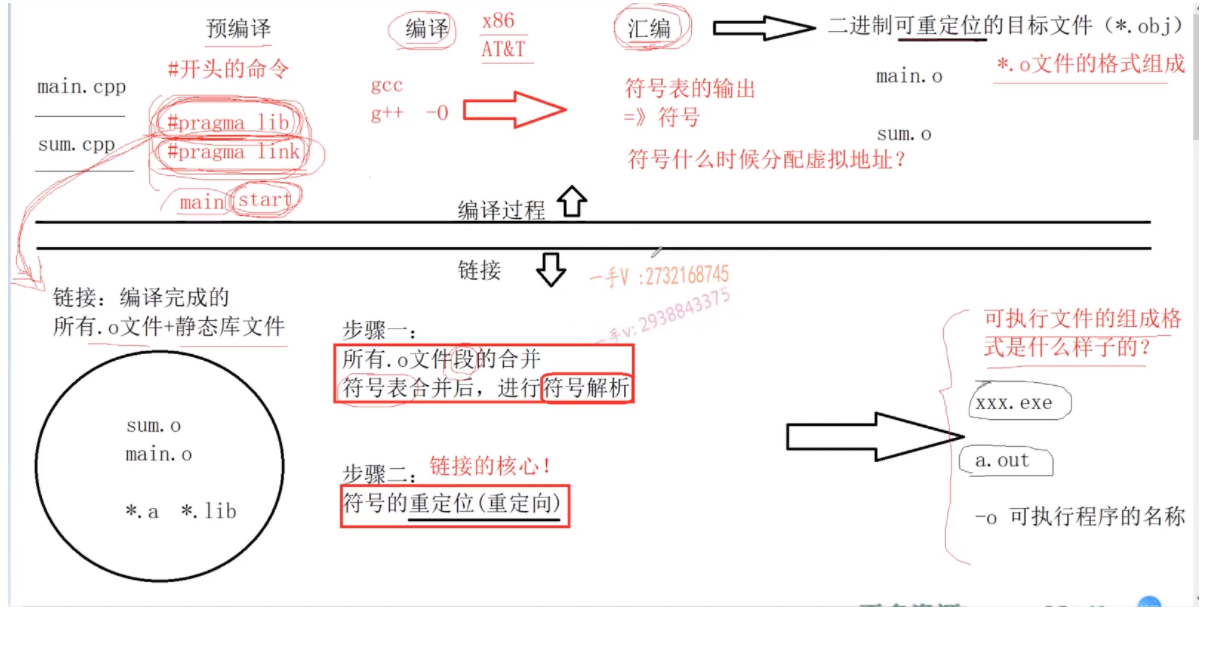 预编译
编译
x86
AT&T
汇编
二进制可重定位的目标文件（*.obj）
main.cpp
#开头的命令
gcc
g++ -O
符号表的输出
=》符号
main.o
*.o文件的格式组成
sum.cpp
#pragma lib
#pragma link
main start
符号什么时候分配虚拟地址？
sum.o
编译过程
链接
一手V :2732168745
手v: 2938843375
链接：编译完成的
所有.o文件+静态库文件
sum.o
main.o
*.a *.lib
步骤一：
所有.o文件段的合并
符号表合并后，进行符号解析
步骤二：链接的核心！
符号的重定位(重定向)
可执行文件的组成格
式是什么样子的？
xxx.exe
a.out
-o 可执行程序的名称